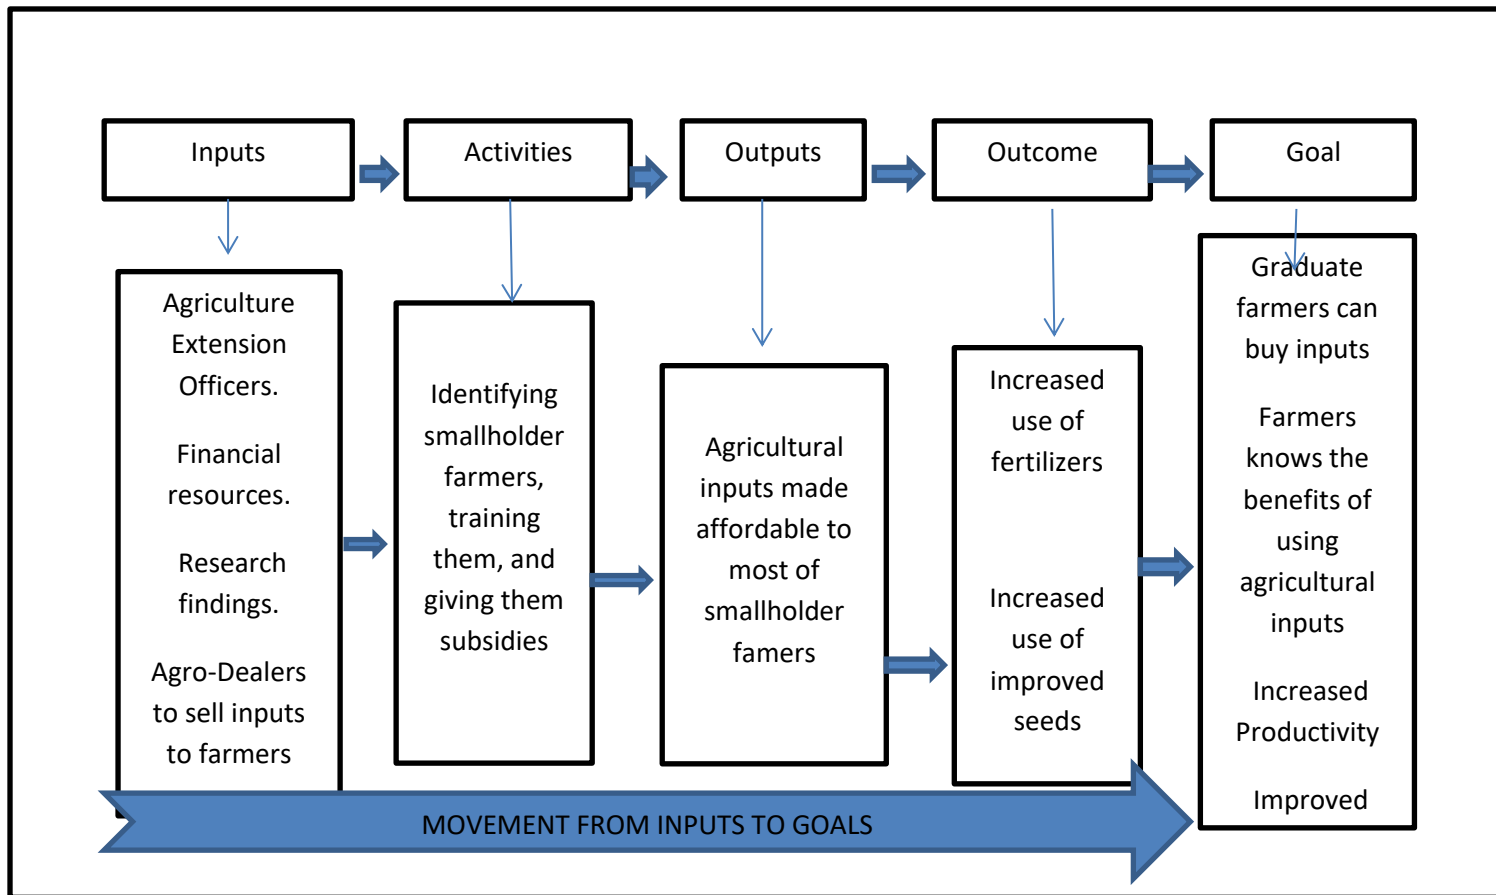 Inputs
Activities
Outputs
Outcome
Goal
Agriculture
Extension
Officers.
Financial
resources.
Research
findings.
Agro-Dealers
to sell inputs
to farmers
Identifying
smallholder
farmers,
training
them, and
giving them
subsidies
Agricultural
inputs made
affordable to
most of
smallholder
famers
Increased
use of
fertilizers
Increased
use of
improved
seeds
Graduate
farmers can
buy inputs
Farmers
knows the
benefits of
using
agricultural
inputs
Increased
Productivity
Improved
MOVEMENT FROM INPUTS TO GOALS